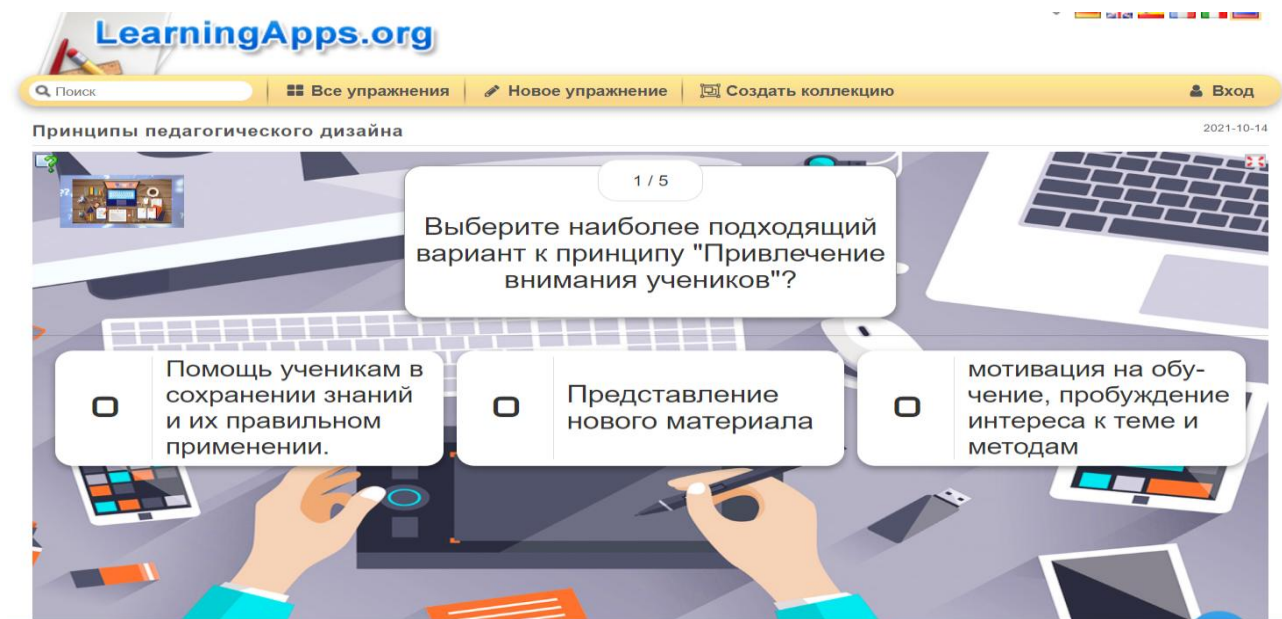 LearningApps.org
Поиск
Все упражнения
Новое упражнение
Создать коллекцию
Вход
Принципы педагогического дизайна
2021-10-14
1 / 5
Выберите наиболее подходящий
вариант к принципу "Привлечение
внимания учеников"?
Помощь ученикам в
сохранении знаний
и их правильном
применении.
Представление
нового материала
мотивация на обу-
чение, пробуждение
интереса к теме и
методам